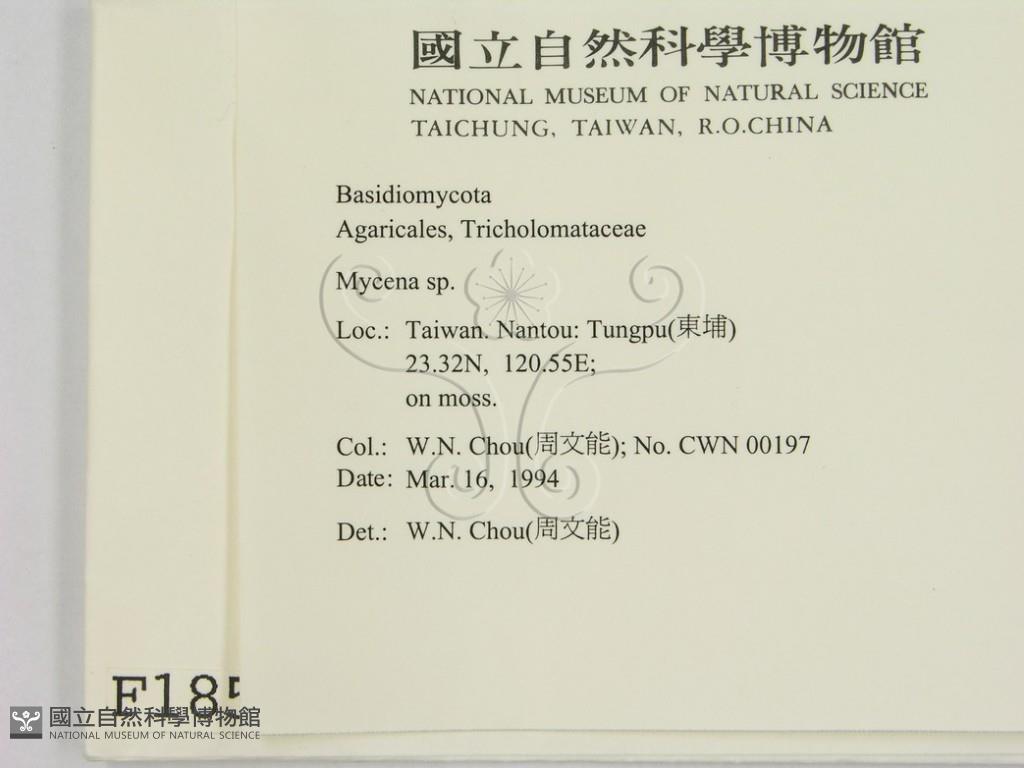 國立自然科學博物館
NATIONAL MUSEUM OF NATURAL SCIENCE
TAICHUNG, TAIWAN, R.O.CHINA
Basidiomycota
Agaricales, Tricholomataceae
Mycena sp.
Loc.: Taiwan. Nantou: Tungpu(東埔)
23.32N, 120.55E;
on moss.
Col.: W.N. Chou(周文能); No. CWN 00197
Date: Mar. 16, 1994
Det.: W.N. Chou(周文能)
國立自然科學博物館
NATIONAL MUSEUM OF NATURAL SCIENCE